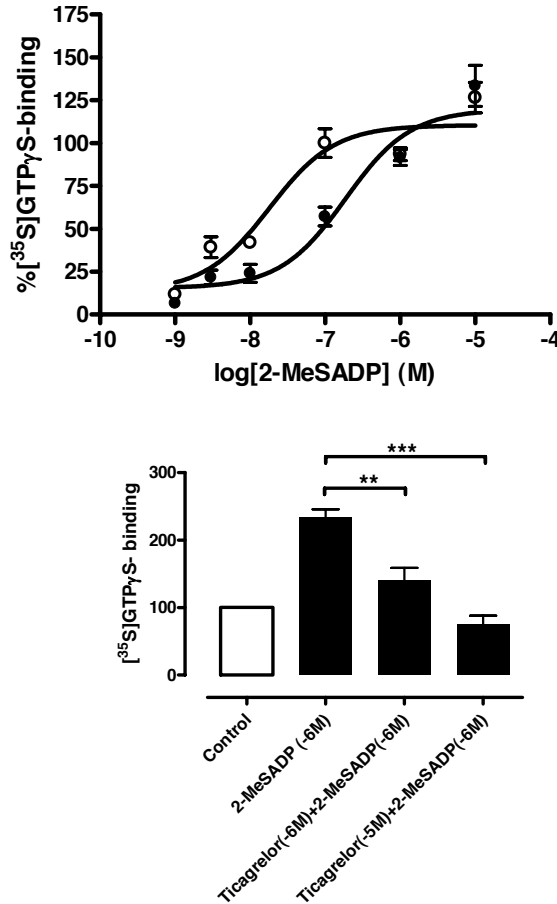 175
150
125
100
75
50
25
0
%[³⁵S]GTPγS-binding
-10 -9 -8 -7 -6 -5 -4
log[2-MeSADP] (M)
***
**
300
200
100
0
[³⁵S]GTPγS- binding
Control
2-MeSADP (-6M)
Ticagrelor(-6M)+2-MeSADP(-6M)
Ticagrelor(-5M)+2-MeSADP(-6M)